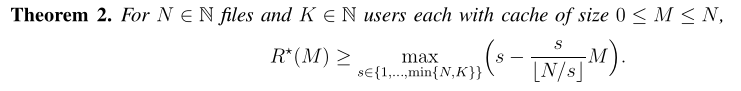 Theorem 2. For N ∈ ℕ files and K ∈ ℕ users each with cache of size 0 ≤ M ≤ N,
R⋆(M) ≥ max_{s∈{1,...,min{N,K}}} (s − s/⌊N/s⌋ M).